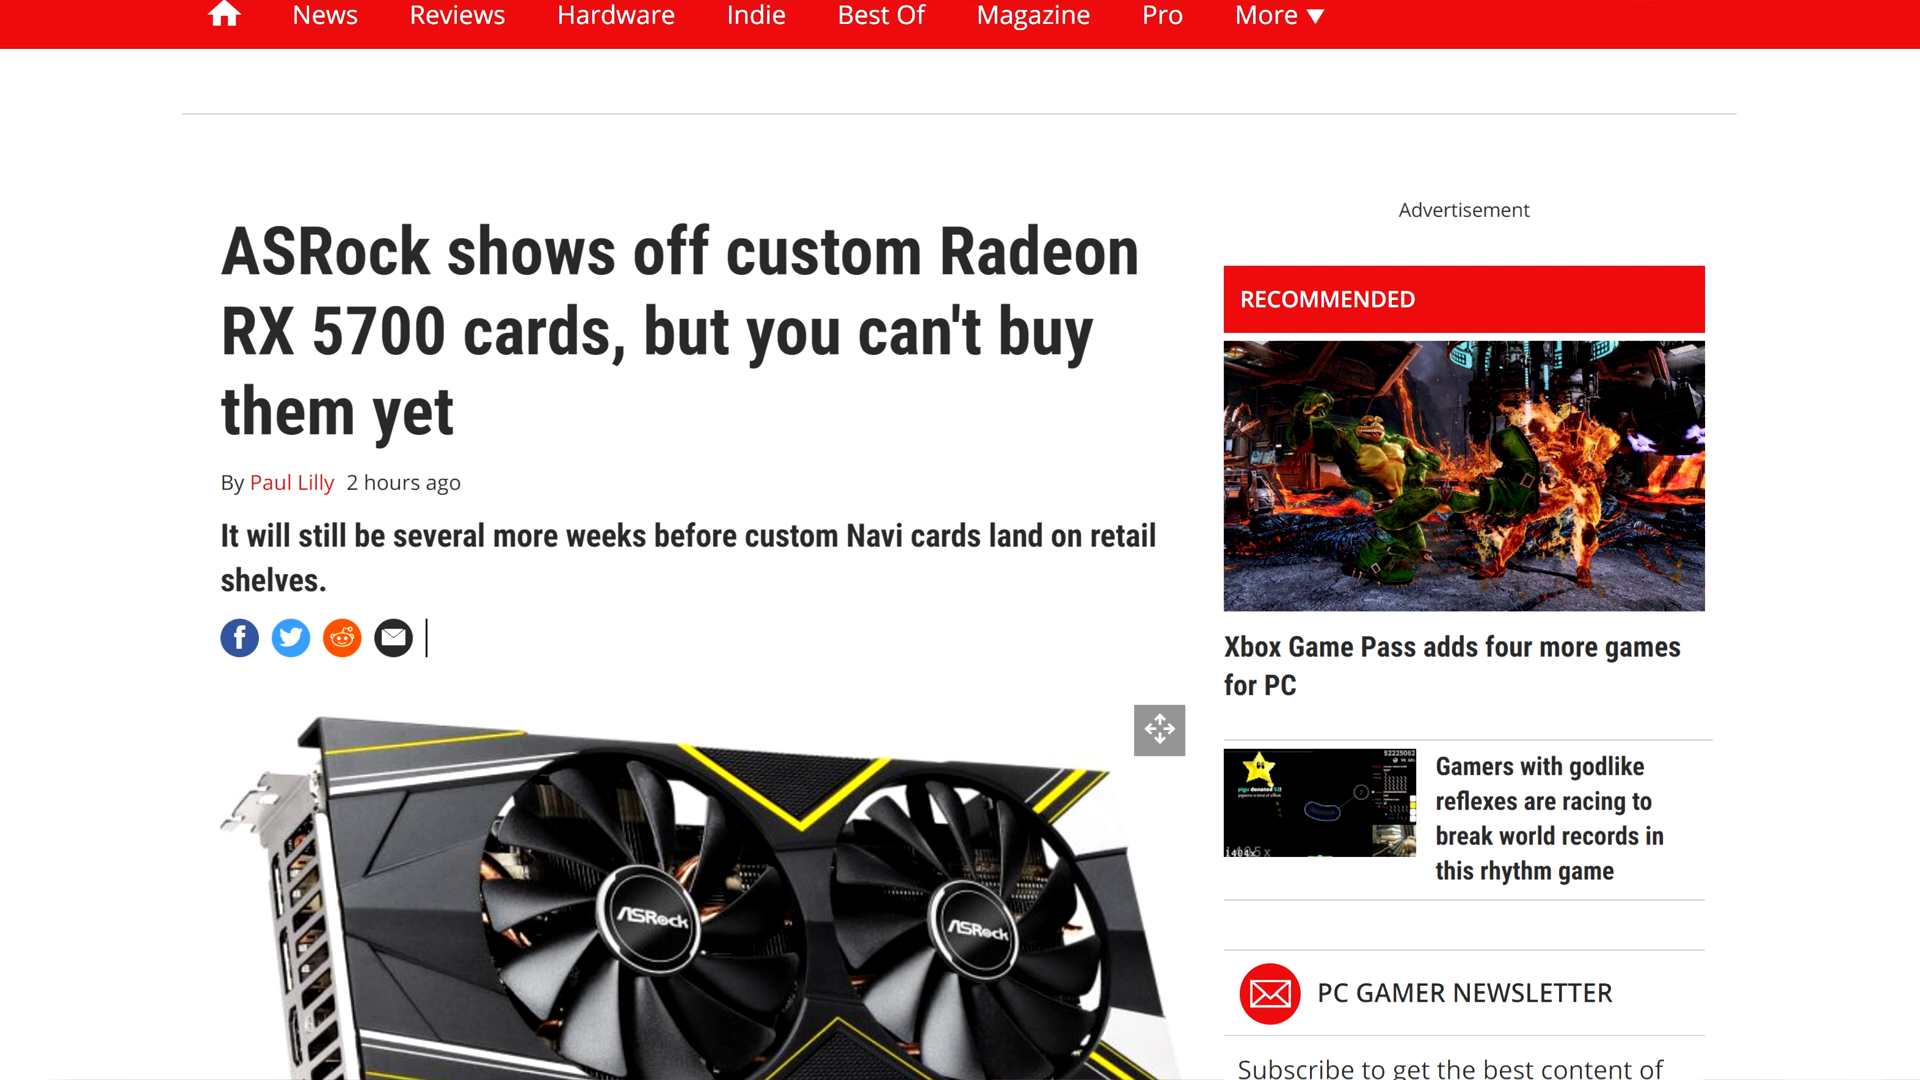 News Reviews Hardware Indie Best Of Magazine Pro More
Advertisement
ASRock shows off custom Radeon
RX 5700 cards, but you can't buy
them yet
By Paul Lilly 2 hours ago
It will still be several more weeks before custom Navi cards land on retail
shelves.
ASRock
ASRock
RECOMMENDED
Xbox Game Pass adds four more games
for PC
52225062
Gamers with godlike
reflexes are racing to
break world records in
this rhythm game
PC GAMER NEWSLETTER
Subscribe to get the best content of